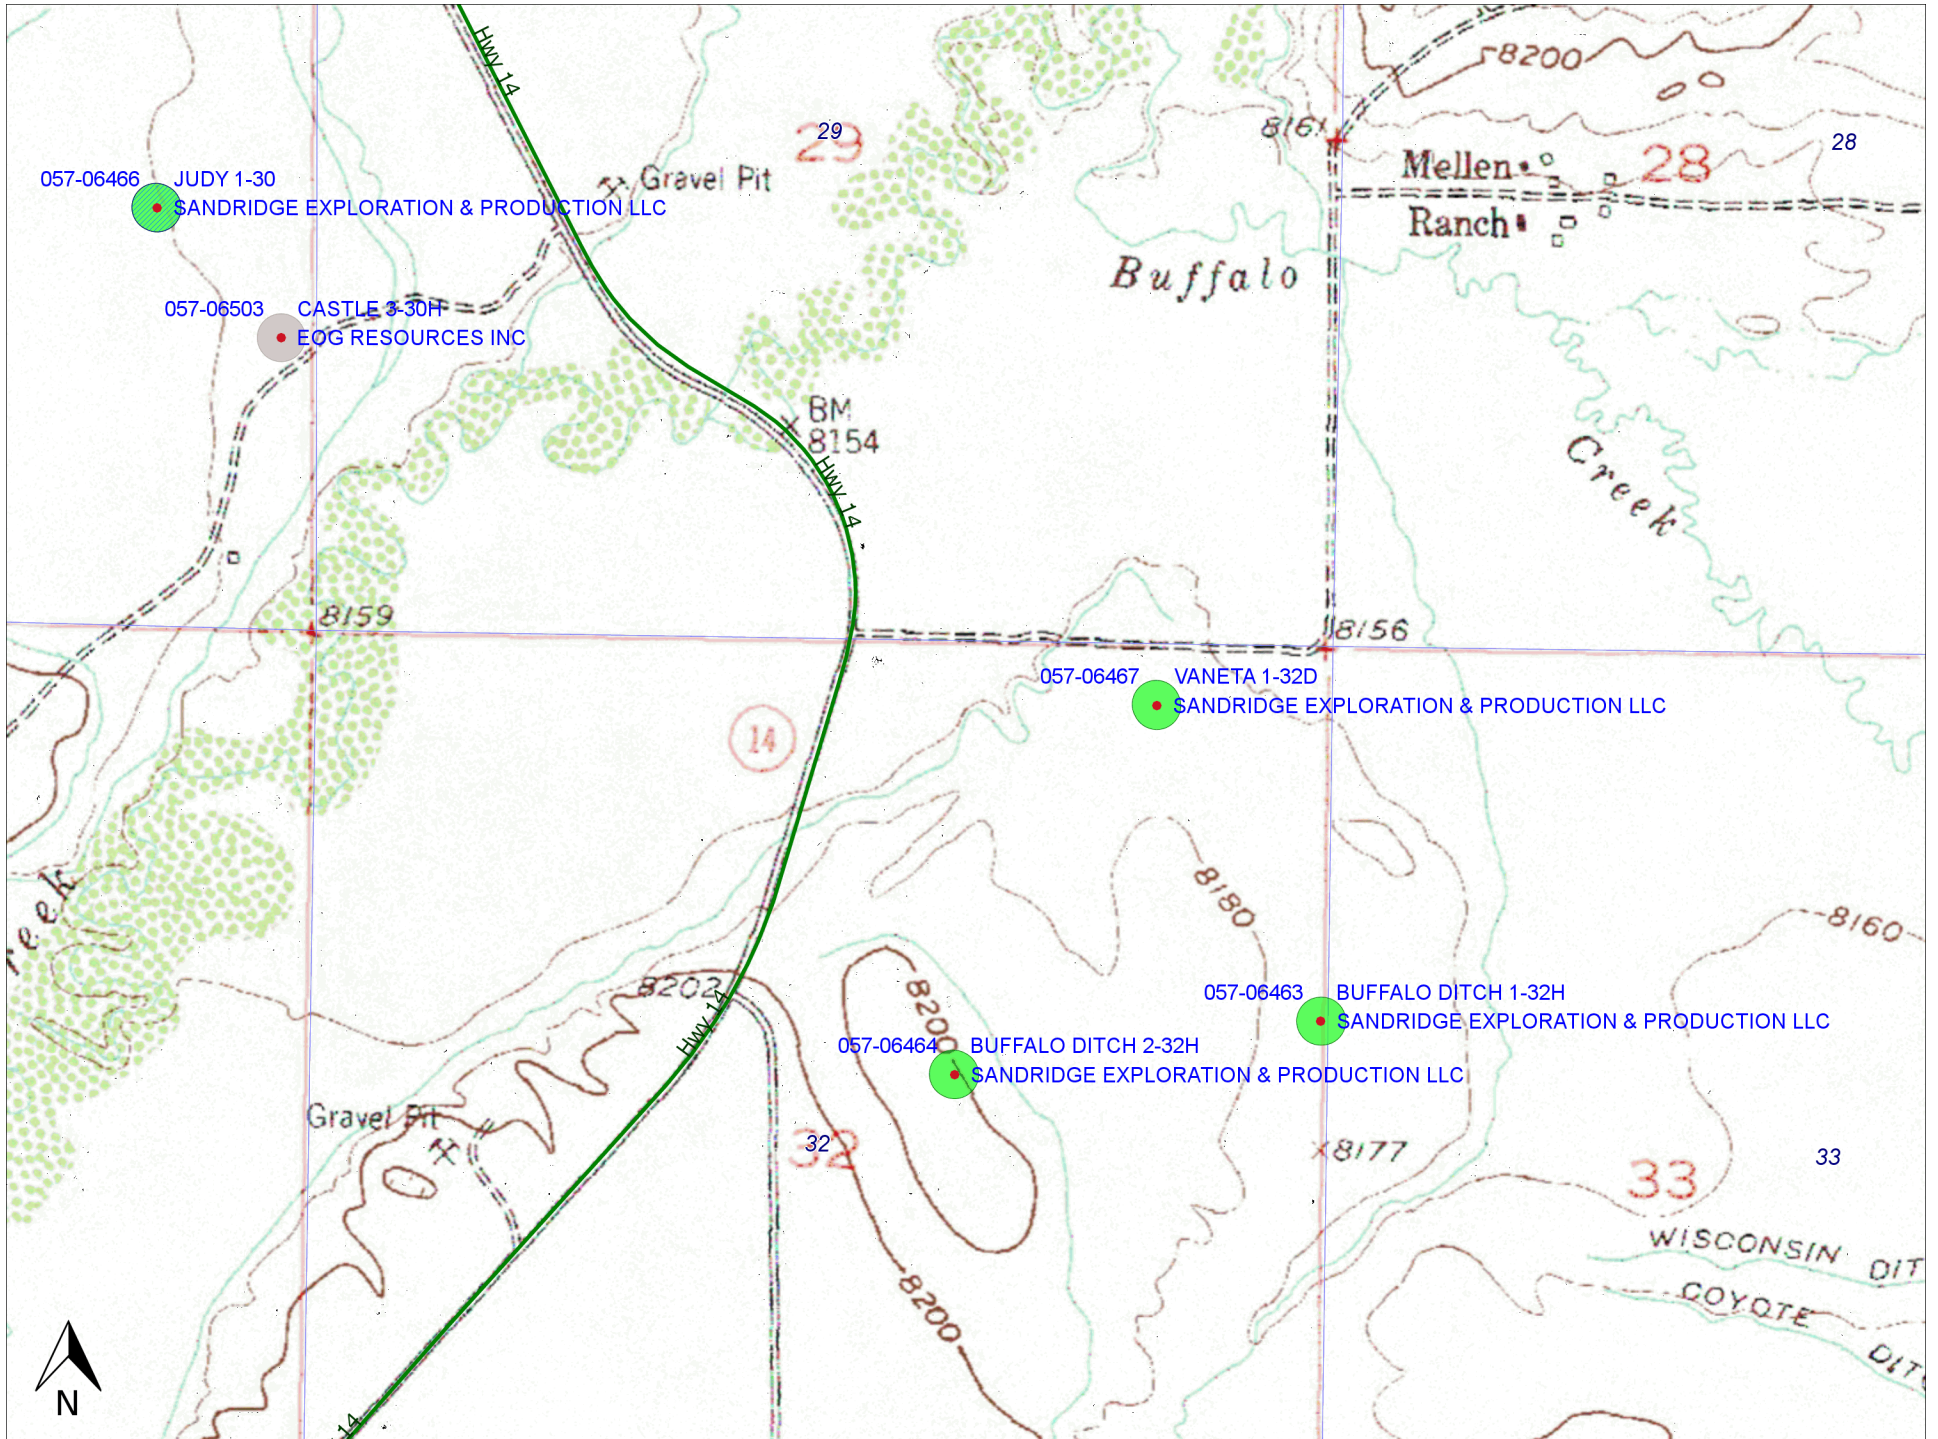 Hwy 14
8200
29
29
8161
28
28
Mellen
Ranch
Gravel Pit
057-06466 JUDY 1-30
SANDRIDGE EXPLORATION & PRODUCTION LLC
Buffalo
057-06503 CASTLE 3-30H
EOG RESOURCES INC
BM
8154
Hwy 14
Creek
8159
8156
057-06467 VANETA 1-32D
SANDRIDGE EXPLORATION & PRODUCTION LLC
14
8180
reek
8160
8202
8200
Hwy 14
057-06463 BUFFALO DITCH 1-32H
SANDRIDGE EXPLORATION & PRODUCTION LLC
057-06464 BUFFALO DITCH 2-32H
SANDRIDGE EXPLORATION & PRODUCTION LLC
Gravel Pit
32
32
8177
33
33
WISCONSIN DIT
COYOTE DITC
8200
N
14